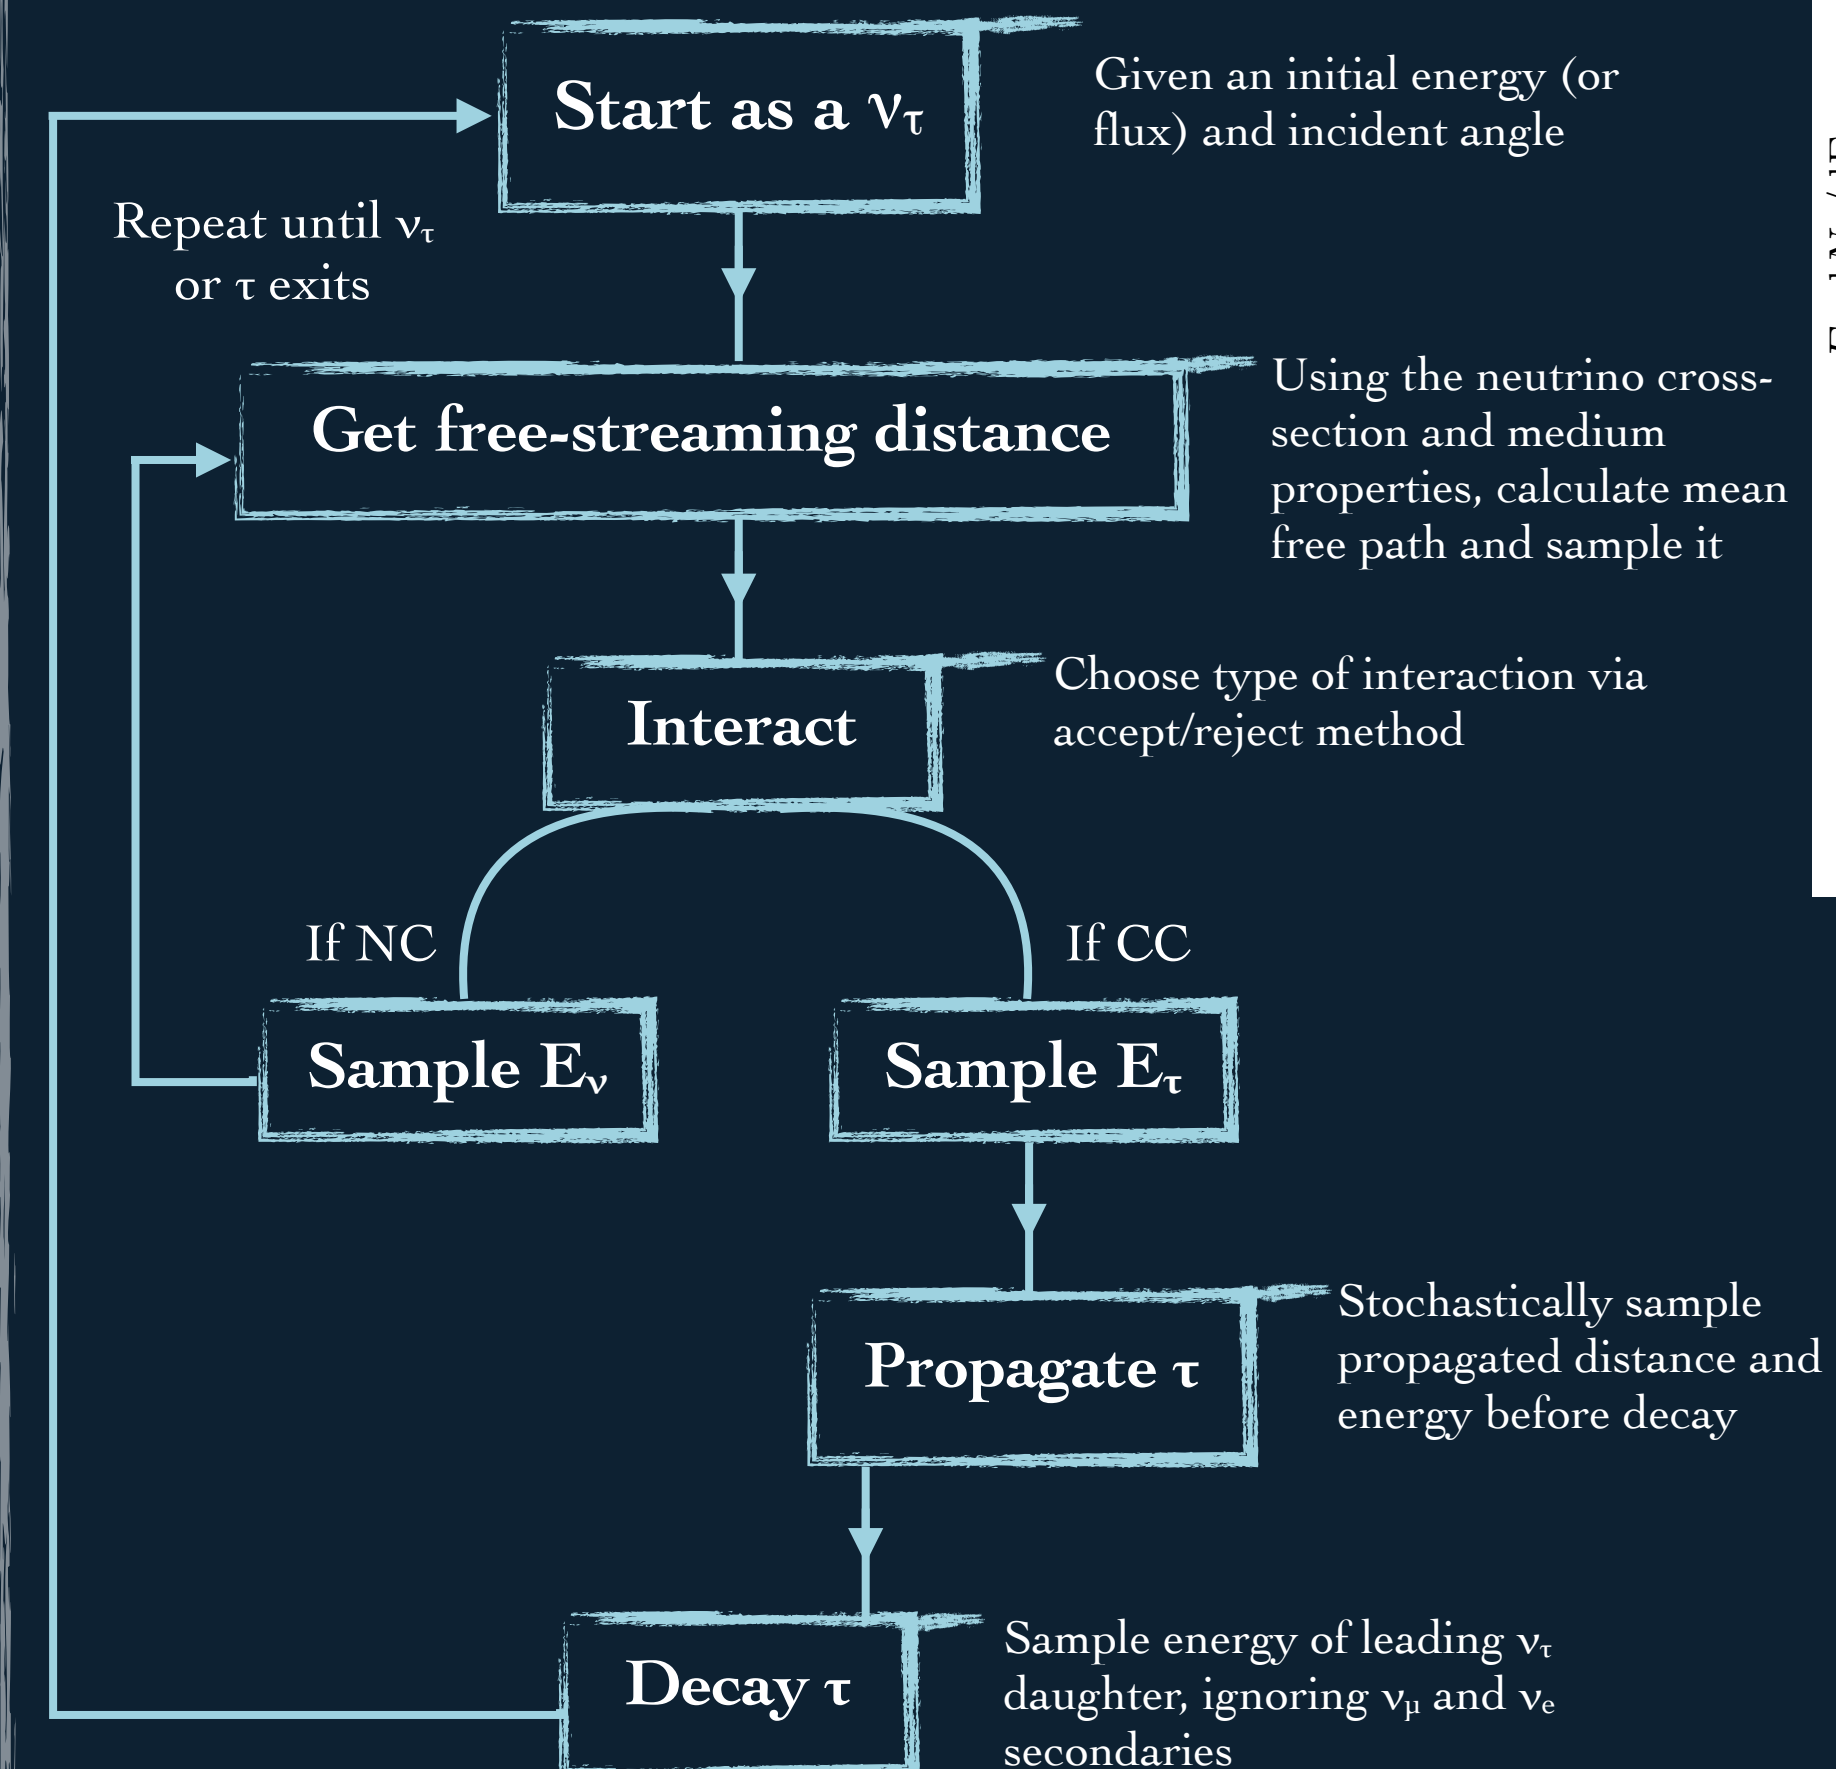 Start as a ντ
Given an initial energy (or
flux) and incident angle
Repeat until ντ
or τ exits
Get free-streaming distance
Using the neutrino cross-
section and medium
properties, calculate mean
free path and sample it
Interact
Choose type of interaction via
accept/reject method
If NC
If CC
Sample Eν
Sample Eτ
Propagate τ
Stochastically sample
propagated distance and
energy before decay
Decay τ
Sample energy of leading ντ
daughter, ignoring νμ and νe
secondaries